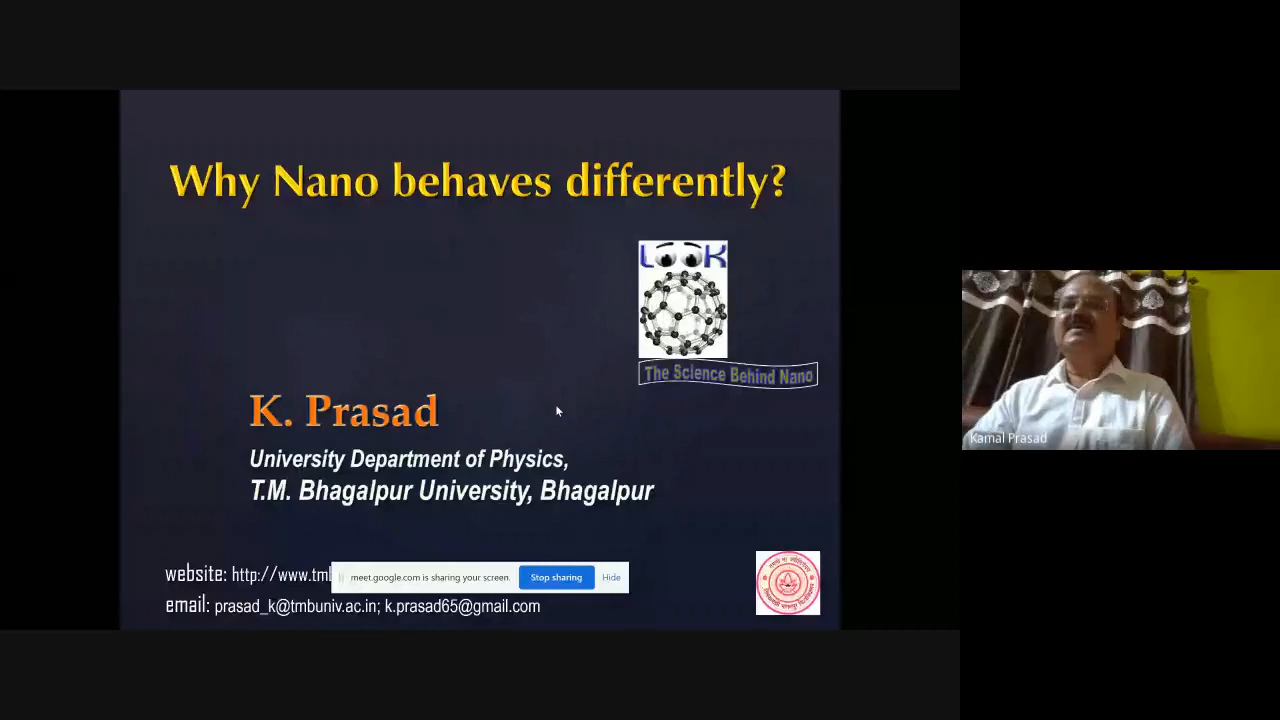 Why Nano behaves differently?
LOOK
The Science Behind Nano
K. Prasad
University Department of Physics,
T.M. Bhagalpur University, Bhagalpur
website: http://www.tml
meet.google.com is sharing your screen.
Stop sharing
Hide
email: prasad_k@tmbuniv.ac.in; k.prasad65@gmail.com
Kamal Prasad